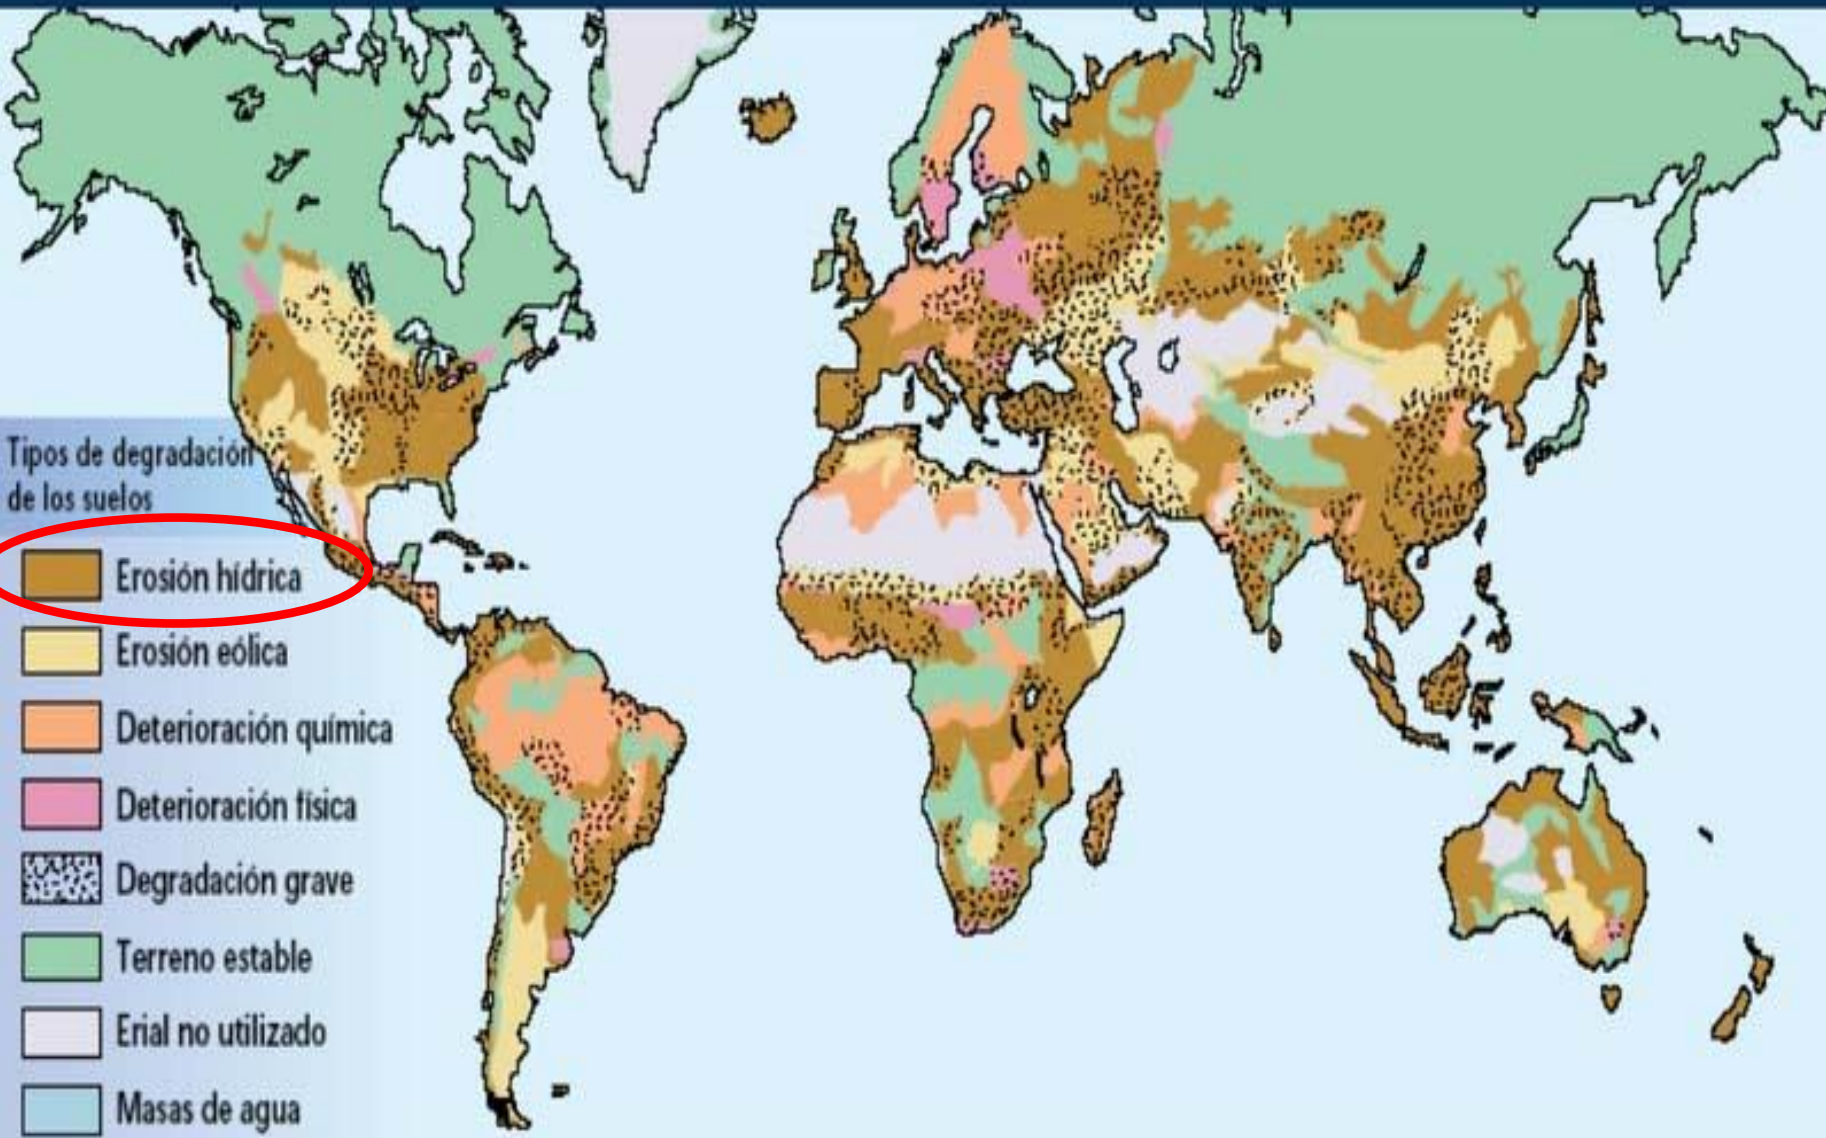 Tipos de degradación
de los suelos
Erosión hídrica
Erosión eólica
Deterioración química
Deterioración física
Degradación grave
Terreno estable
Erial no utilizado
Masas de agua